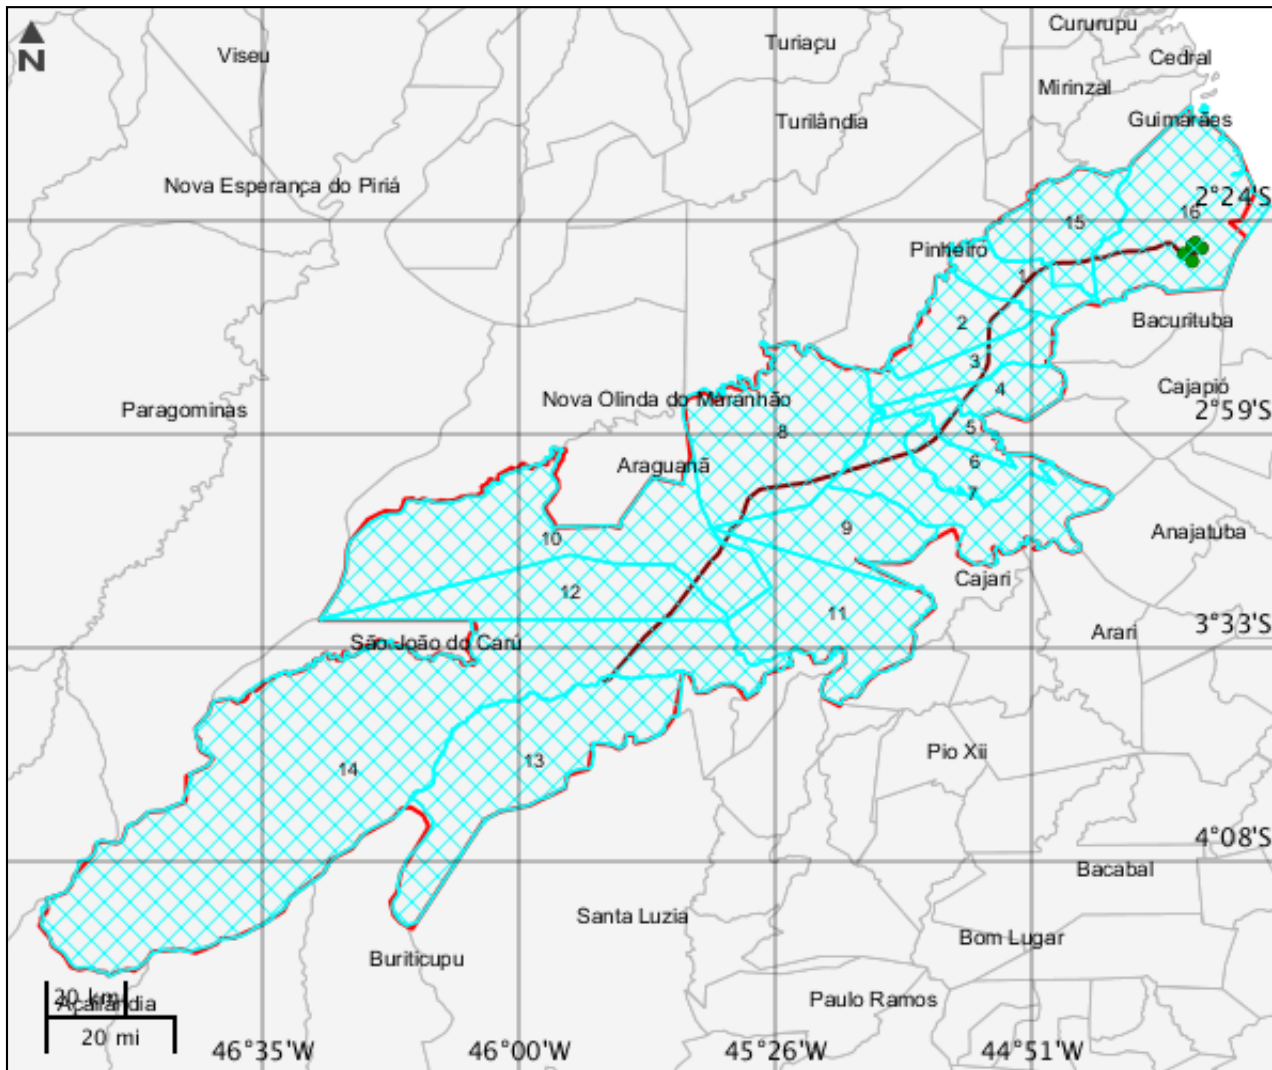 Cururupu
Turiaçu
Viseu
Cedral
N
Mirinzal
Turilândia
Guimarães
Nova Esperança do Piriá
2°24'S
16
15
Pinheiro
1
Bacurituba
2
3
Cajapió
4
Nova Olinda do Maranhão
Paragominas
2°59'S
8
5
Araguanã
6
7
9
Anajatuba
10
Cajari
12
11
3°33'S
Arari
São João do Carú
Pio Xii
13
14
4°08'S
Bacabal
Santa Luzia
Bom Lugar
Buriticupu
20 km
Açailândia
Paulo Ramos
20 mi
46°35'W
46°00'W
45°26'W
44°51'W